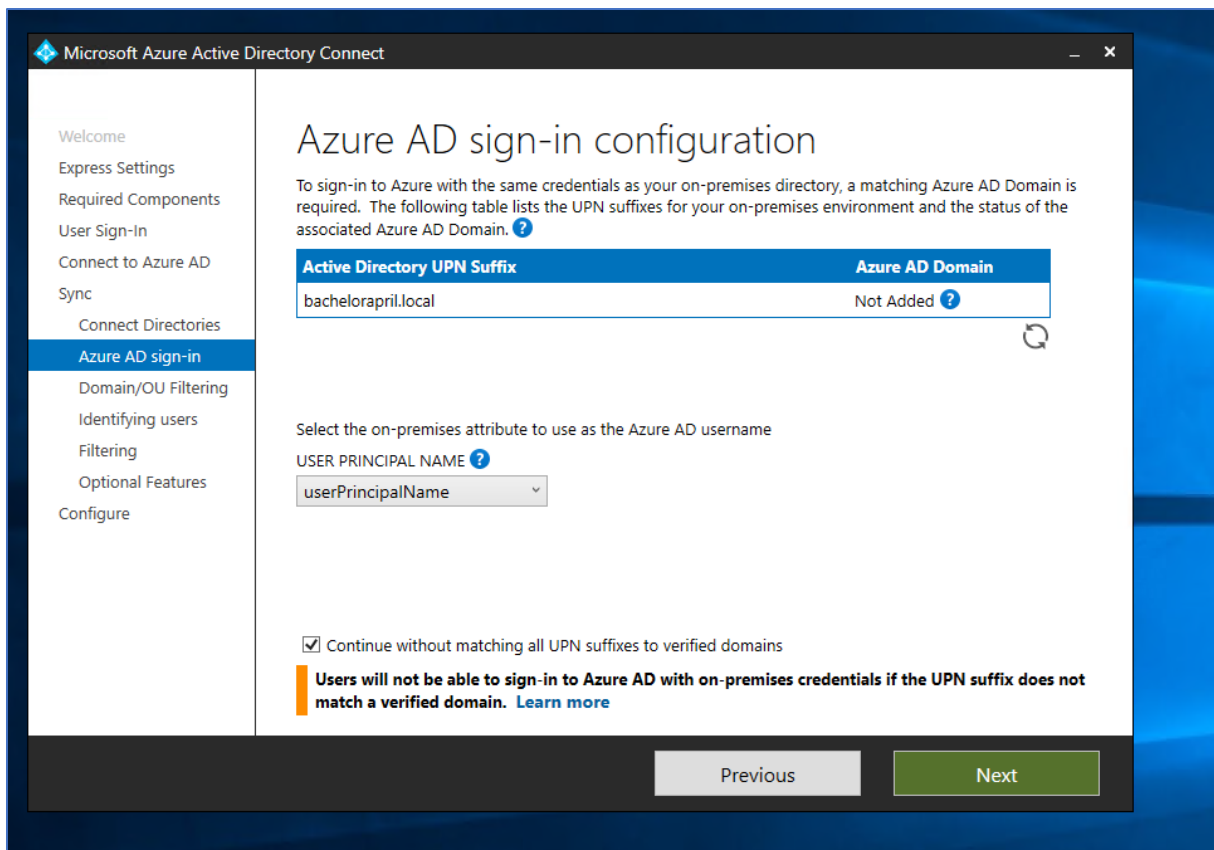 Microsoft Azure Active Directory Connect
Welcome
Express Settings
Required Components
User Sign-In
Connect to Azure AD
Sync
Connect Directories
Azure AD sign-in
Domain/OU Filtering
Identifying users
Filtering
Optional Features
Configure
Azure AD sign-in configuration
To sign-in to Azure with the same credentials as your on-premises directory, a matching Azure AD Domain is
required.  The following table lists the UPN suffixes for your on-premises environment and the status of the
associated Azure AD Domain. ?
Active Directory UPN Suffix Azure AD Domain
bachelorapril.local Not Added ?
Select the on-premises attribute to use as the Azure AD username
USER PRINCIPAL NAME ?
userPrincipalName
Continue without matching all UPN suffixes to verified domains
Users will not be able to sign-in to Azure AD with on-premises credentials if the UPN suffix does not
match a verified domain. Learn more
Previous Next